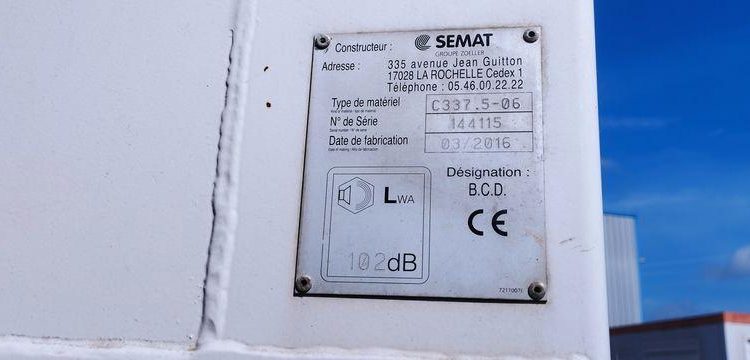 Constructeur : SEMAT
GROUPE ZOELLER
Adresse : 335 avenue Jean Guitton
17028 LA ROCHELLE Cedex 1
Téléphone : 05.46.00.22.22
Type de matériel C337.5-06
N° de Série 144115
Date de fabrication 03/2016
Désignation :
B.C.D.
LWA
CE
102dB